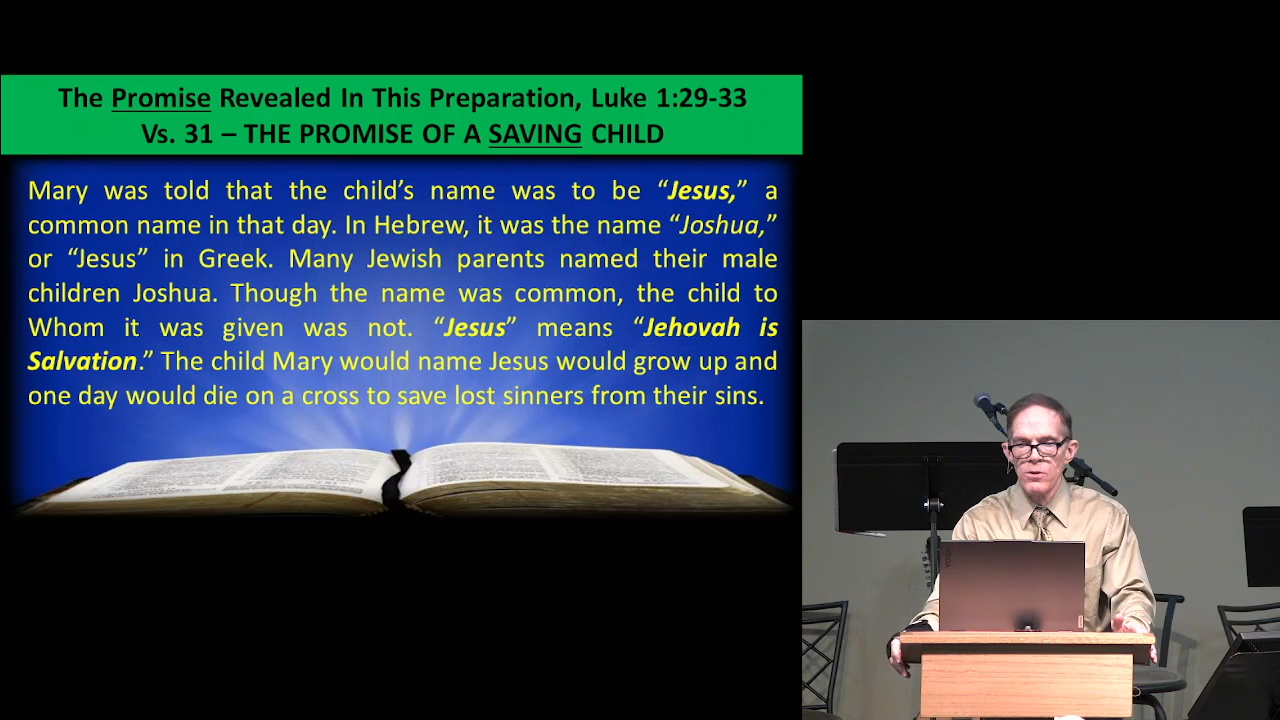 The Promise Revealed In This Preparation, Luke 1:29-33
Vs. 31 – THE PROMISE OF A SAVING CHILD
Mary was told that the child’s name was to be “Jesus,” a
common name in that day. In Hebrew, it was the name “Joshua,”
or “Jesus” in Greek. Many Jewish parents named their male
children Joshua. Though the name was common, the child to
Whom it was given was not. “Jesus” means “Jehovah is
Salvation.” The child Mary would name Jesus would grow up and
one day would die on a cross to save lost sinners from their sins.